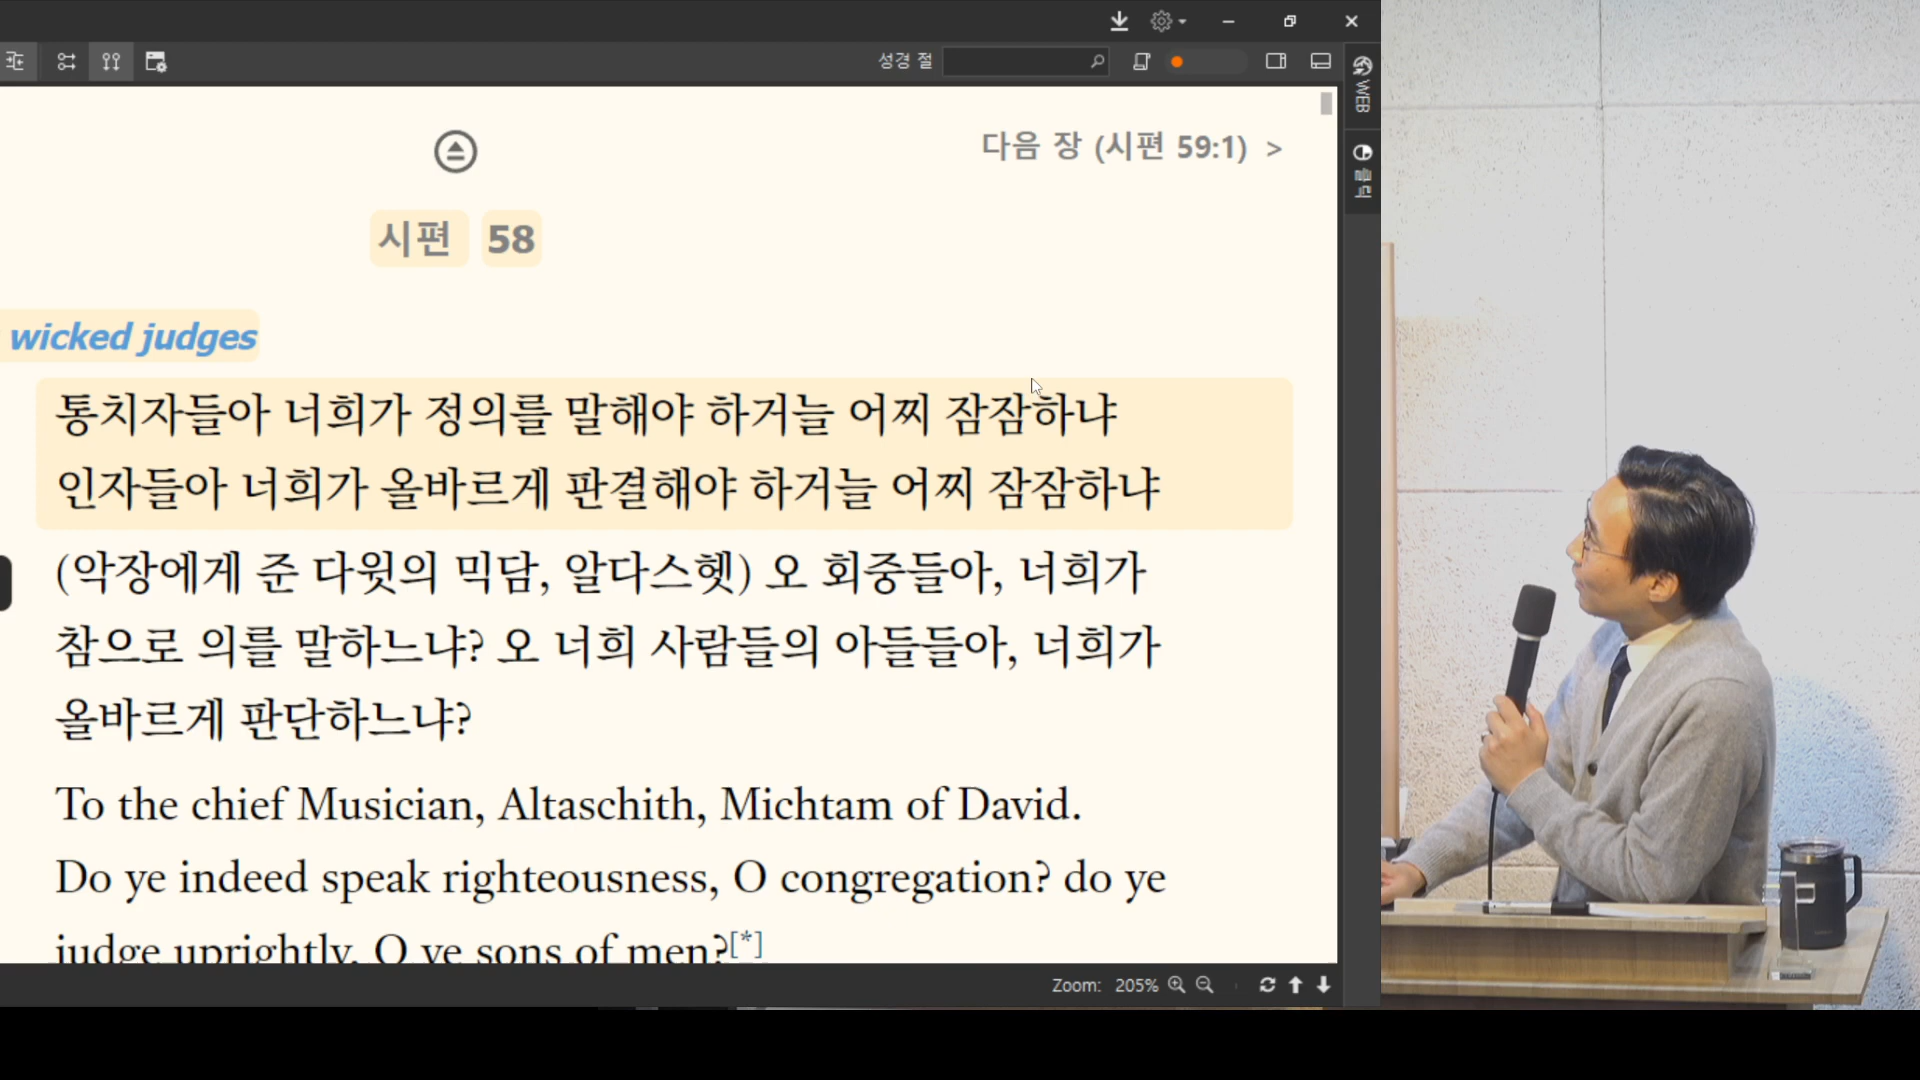 성경 절
WEB
클릭
다음 장 (시편 59:1) >
시편 58
wicked judges
통치자들아 너희가 정의를 말해야 하거늘 어찌 잠잠하냐
인자들아 너희가 올바르게 판결해야 하거늘 어찌 잠잠하냐
(악장에게 준 다윗의 믹담, 알다스헷) 오 회중들아, 너희가
참으로 의를 말하느냐? 오 너희 사람들의 아들들아, 너희가
올바르게 판단하느냐?
To the chief Musician, Altaschith, Michtam of David.
Do ye indeed speak righteousness, O congregation? do ye
judge uprightly, O ye sons of men?[*]
Zoom: 205%